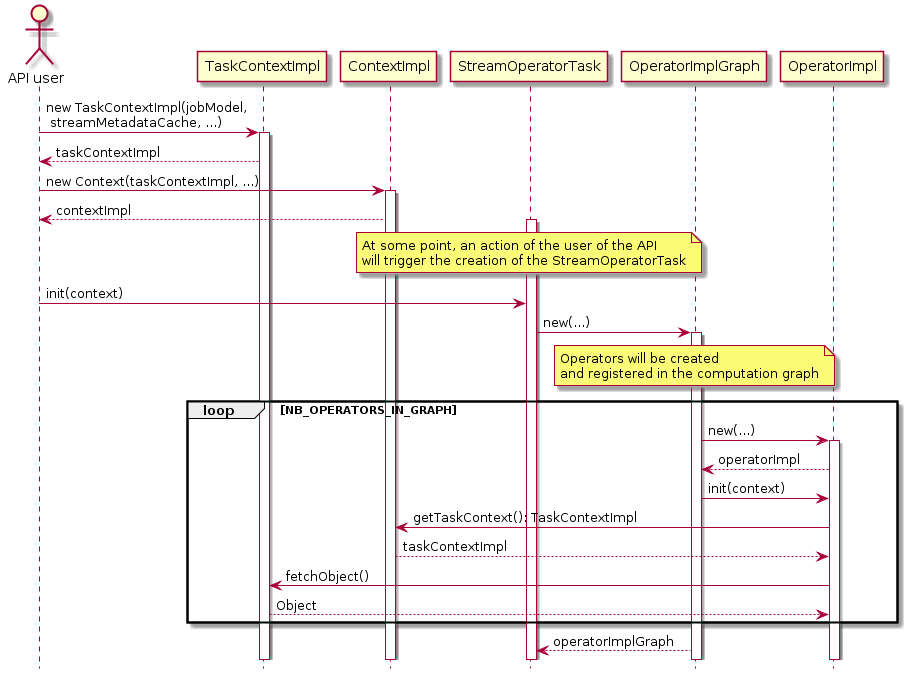 API user
TaskContextImpl
ContextImpl
StreamOperatorTask
OperatorImplGraph
OperatorImpl
new TaskContextImpl(jobModel,
streamMetadataCache, ...)
taskContextImpl
new Context(taskContextImpl, ...)
contextImpl
At some point, an action of the user of the API
will trigger the creation of the StreamOperatorTask
init(context)
new(...)
Operators will be created
and registered in the computation graph
loop [NB_OPERATORS_IN_GRAPH]
new(...)
operatorImpl
init(context)
getTaskContext(): TaskContextImpl
taskContextImpl
fetchObject()
Object
operatorImplGraph